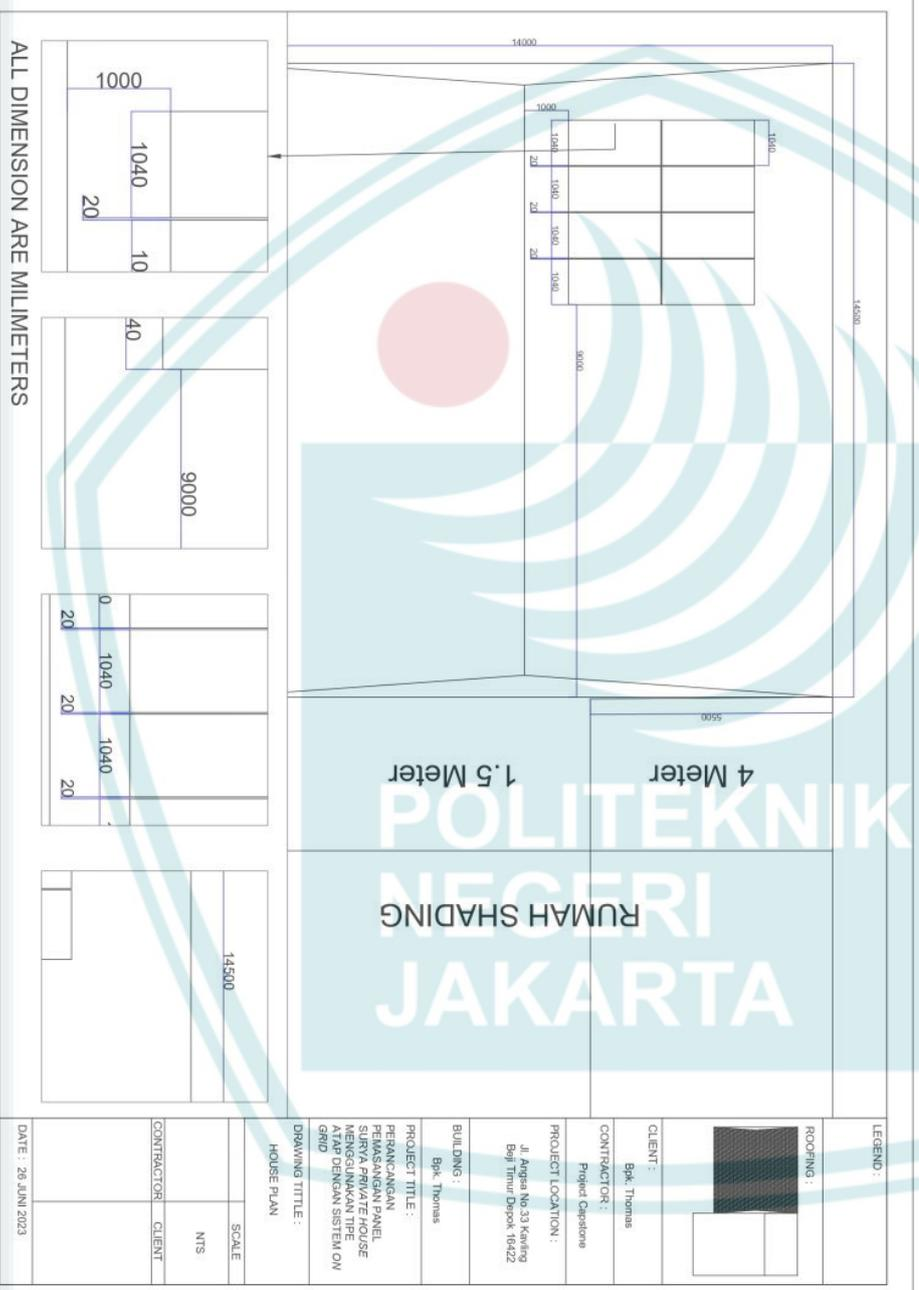 14000
14500
1000
1040
1040
20
1040
20
1040
20
1040
9000
5500
4 Meter
1.5 Meter
RUMAH SHADING
POLITEKNIK
NEGERI
JAKARTA
1000
1040
20
10
40
9000
0
20
1040
20
1040
20
14500
ALL DIMENSION ARE MILIMETERS
LEGEND :
ROOFING :
CLIENT :
Bpk. Thomas
CONTRACTOR :
Project Capstone
PROJECT LOCATION :
Jl. Angsa No.33 Kavling
Beji Timur Depok 16422
BUILDING :
Bpk. Thomas
PROJECT TITLE :
PERANCANGAN
PEMASANGAN PANEL
SURYA PRIVATE HOUSE
MENGGUNAKAN TIPE
ATAP DENGAN SISTEM ON
GRID
DRAWING TITTLE :
HOUSE PLAN
SCALE
NTS
CONTRACTOR CLIENT
DATE : 26 JUNI 2023